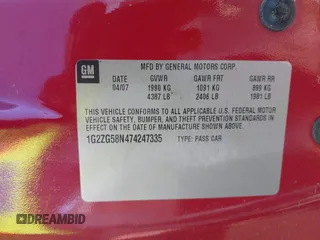 GM
MFD BY GENERAL MOTORS CORP.
DATE GVWR GAWR FRT GAWR RR
04/07 1990 KG 1091 KG 899 KG
4387 LB 2406 LB 1981 LB
THIS VEHICLE CONFORMS TO ALL APPLICABLE U.S. FEDERAL MOTOR
VEHICLE SAFETY, BUMPER, AND THEFT PREVENTION STANDARDS
IN EFFECT ON THE DATE OF MANUFACTURE SHOWN ABOVE.
1G2ZG58N474247335 TYPE: PASS CAR
DREAMBID